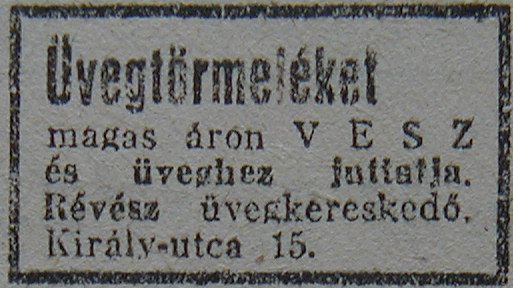 Üvegtörmeléket
magas áron V E S Z
és üveghez juttatja.
Révész üvegkereskedő.
Király-utca 15.